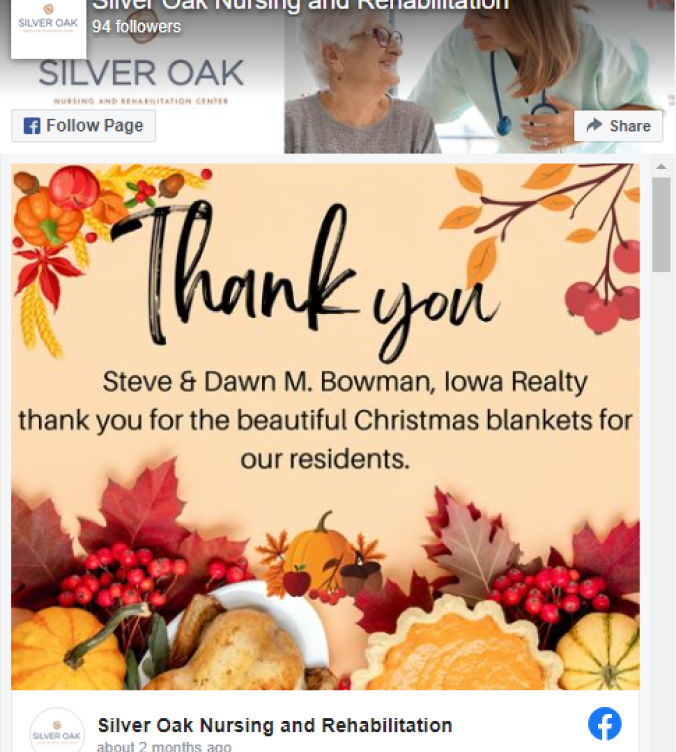 Silver Oak Nursing and Rehabilitation
SILVER OAK
94 followers
SILVER OAK
NURSING AND REHABILITATION CENTER
Follow Page
Share
Thank you
Steve & Dawn M. Bowman, Iowa Realty
thank you for the beautiful Christmas blankets for
our residents.
Silver Oak Nursing and Rehabilitation
SILVER OAK
about 2 months ago